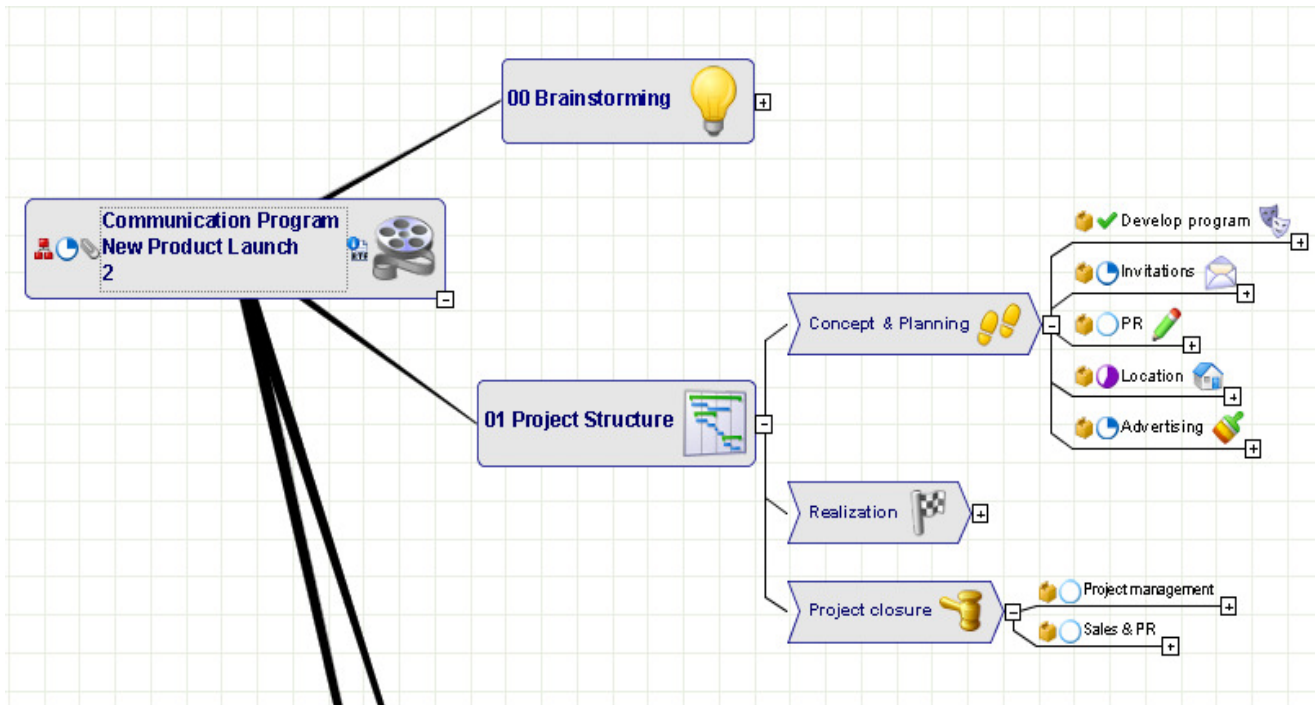 00 Brainstorming
Communication Program
New Product Launch
2
RTF
01 Project Structure
Concept & Planning
Develop program
Invitations
PR
Location
Advertising
Realization
Project closure
Project management
Sales & PR